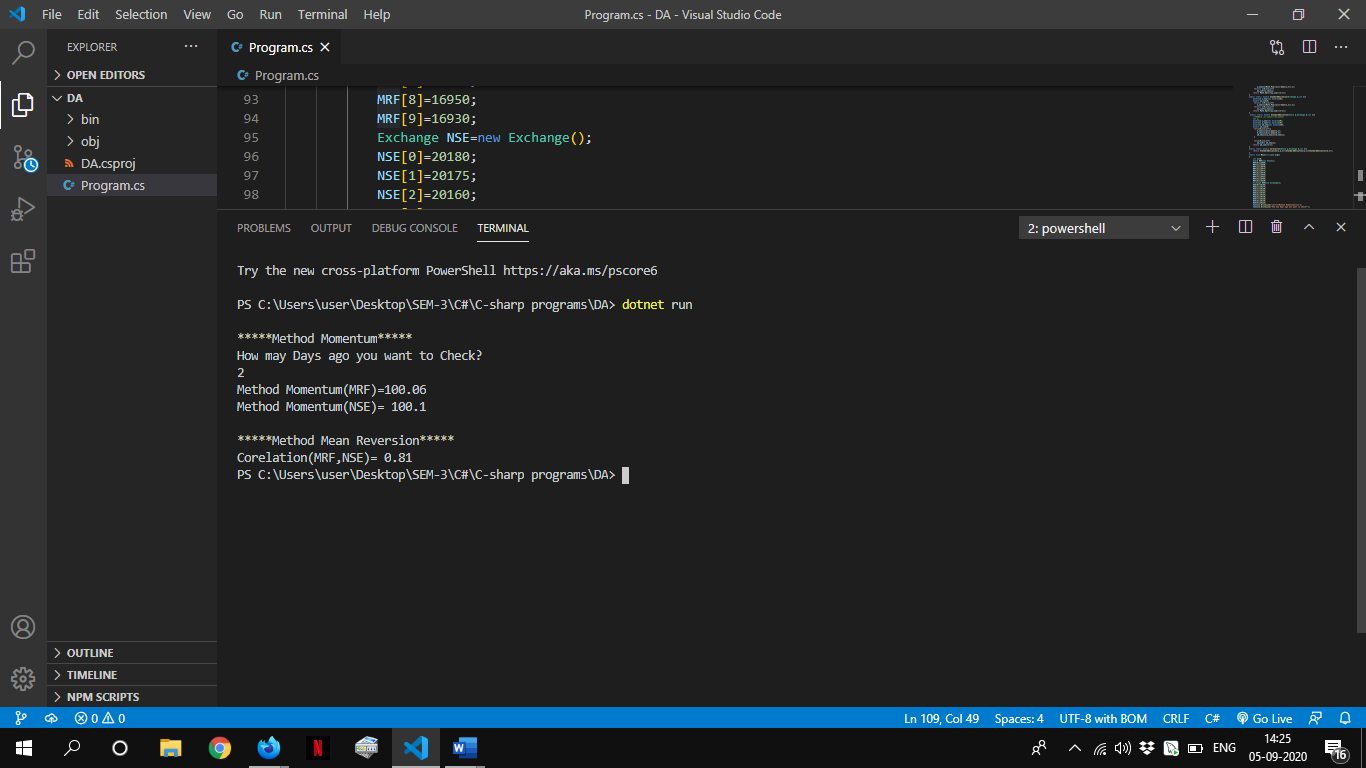 File Edit Selection View Go Run Terminal Help Program.cs - DA - Visual Studio Code
EXPLORER
OPEN EDITORS
DA
bin
obj
DA.csproj
C# Program.cs
OUTLINE
TIMELINE
NPM SCRIPTS
C# Program.cs
C# Program.cs
93 MRF[8]=16950;
94 MRF[9]=16930;
95 Exchange NSE=new Exchange();
96 NSE[0]=20180;
97 NSE[1]=20175;
98 NSE[2]=20160;
PROBLEMS OUTPUT DEBUG CONSOLE TERMINAL 2: powershell
Try the new cross-platform PowerShell https://aka.ms/pscore6
PS C:\Users\user\Desktop\SEM-3\C#\C-sharp programs\DA> dotnet run
*****Method Momentum*****
How may Days ago you want to Check?
2
Method Momentum(MRF)=100.06
Method Momentum(NSE)= 100.1
*****Method Mean Reversion*****
Corelation(MRF,NSE)= 0.81
PS C:\Users\user\Desktop\SEM-3\C#\C-sharp programs\DA>
0 0 Ln 109, Col 49 Spaces: 4 UTF-8 with BOM CRLF C# Go Live
N W ENG 14:25
05-09-2020 16